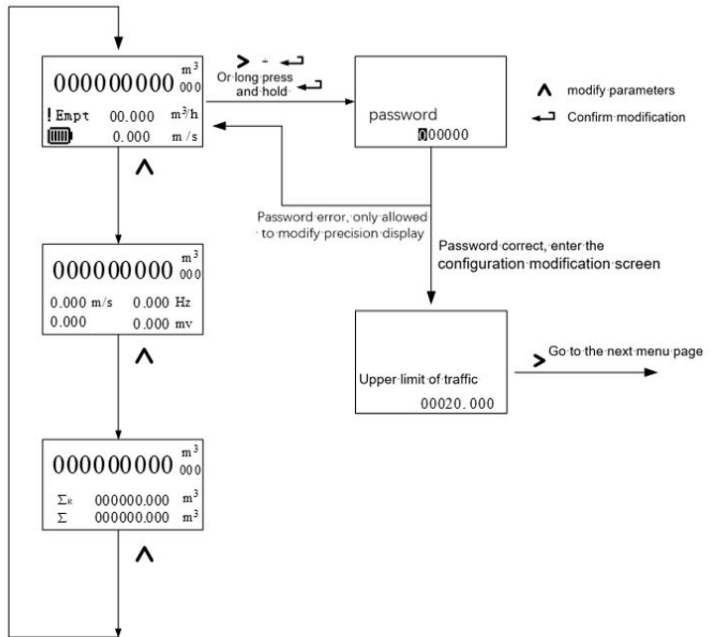 000000000 m³
000
! Empt 00.000 m³/h
0.000 m/s
> + ↵
Or long press
and hold ↵
password
000000
∧ modify parameters
↵ Confirm modification
∧
Password error, only allowed
to modify precision display
Password correct, enter the
configuration modification screen
000000000 m³
000
0.000 m/s 0.000 Hz
0.000 0.000 mv
∧
Upper limit of traffic
00020.000
> Go to the next menu page
000000000 m³
000
ΣR 000000.000 m³
Σ 000000.000 m³
∧